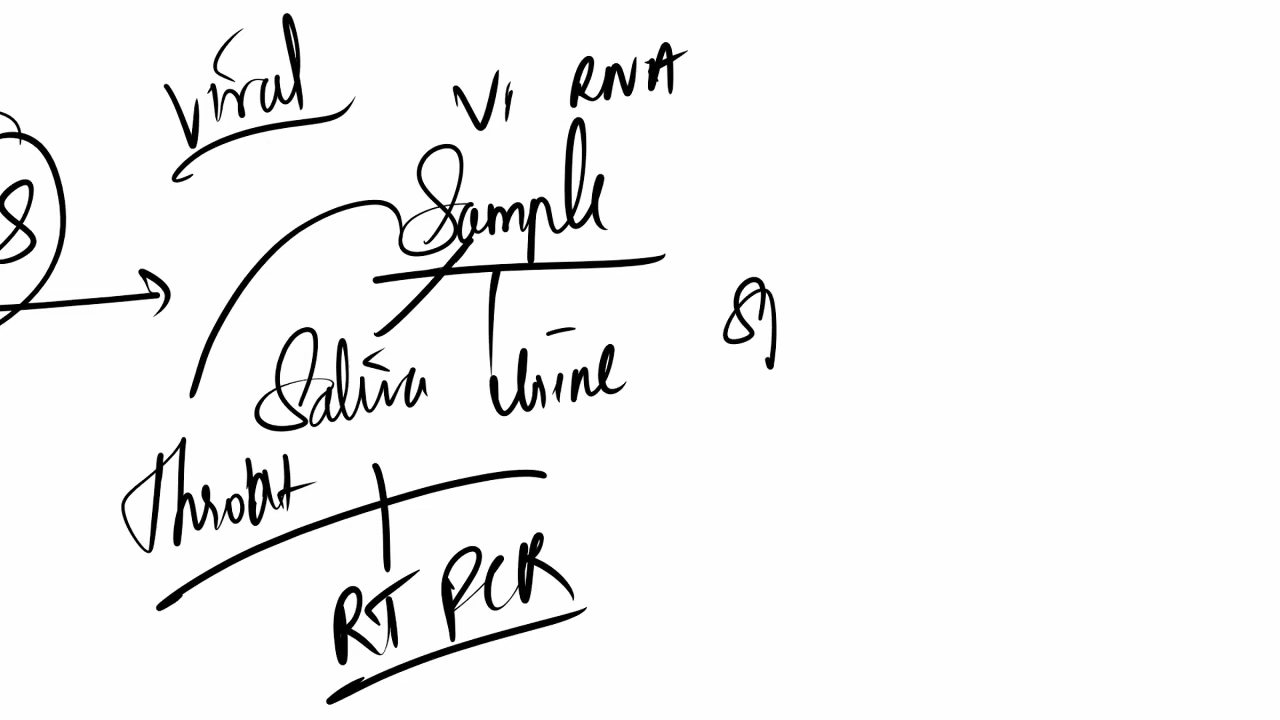 Viral
Vi RNA
Sample
Saliva Urine
Throat
RT PCR